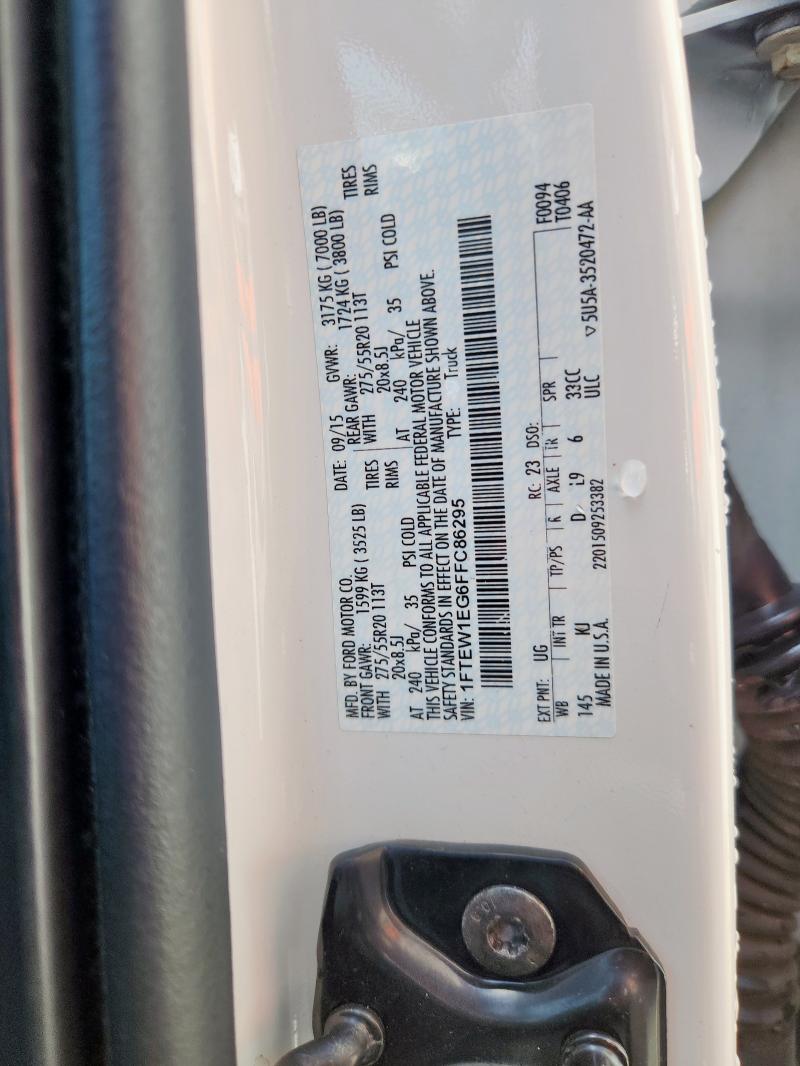 MFD. BY FORD MOTOR CO.
DATE: 09/15 GVWR: 3175 KG ( 7000 LB)
FRONT GAWR: 1599 KG ( 3525 LB)
REAR GAWR: 1724 KG ( 3800 LB)
WITH 275/55R20 113T TIRES
WITH 275/55R20 113T TIRES
20x8.5J RIMS
20x8.5J RIMS
AT 240 kPa/ 35 PSI COLD
AT 240 kPa/ 35 PSI COLD
THIS VEHICLE CONFORMS TO ALL APPLICABLE FEDERAL MOTOR VEHICLE
SAFETY STANDARDS IN EFFECT ON THE DATE OF MANUFACTURE SHOWN ABOVE.
VIN: 1FTEW1EG6FFC86295 TYPE: Truck
EXT PNT: UG RC: 23 DSO: F0094
WB INT TR TP/PS R AXLE TR SPR T0406
145 KJ D L9 6 33CC
MADE IN U.S.A. 2201509253382 ULC
5U5A-3520472-AA